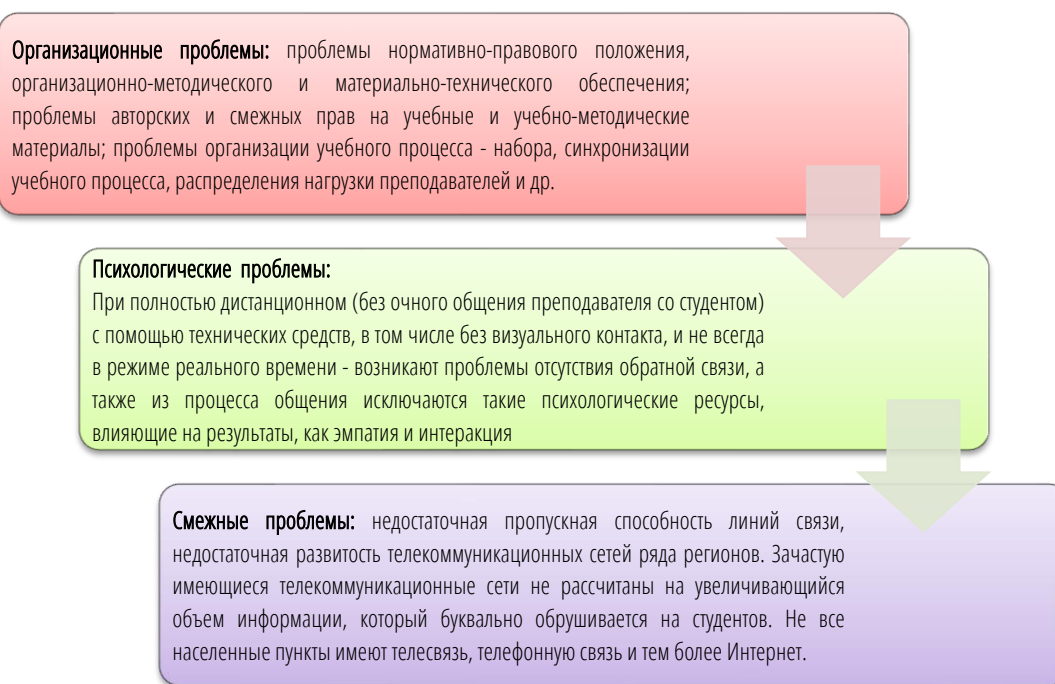 Организационные проблемы: проблемы нормативно-правового положения,
организационно-методического и материально-технического обеспечения;
проблемы авторских и смежных прав на учебные и учебно-методические
материалы; проблемы организации учебного процесса - набора, синхронизации
учебного процесса, распределения нагрузки преподавателей и др.
Психологические проблемы:
При полностью дистанционном (без очного общения преподавателя со студентом)
с помощью технических средств, в том числе без визуального контакта, и не всегда
в режиме реального времени - возникают проблемы отсутствия обратной связи, а
также из процесса общения исключаются такие психологические ресурсы,
влияющие на результаты, как эмпатия и интеракция
Смежные проблемы: недостаточная пропускная способность линий связи,
недостаточная развитость телекоммуникационных сетей ряда регионов. Зачастую
имеющиеся телекоммуникационные сети не рассчитаны на увеличивающийся
объем информации, который буквально обрушивается на студентов. Не все
населенные пункты имеют телесвязь, телефонную связь и тем более Интернет.